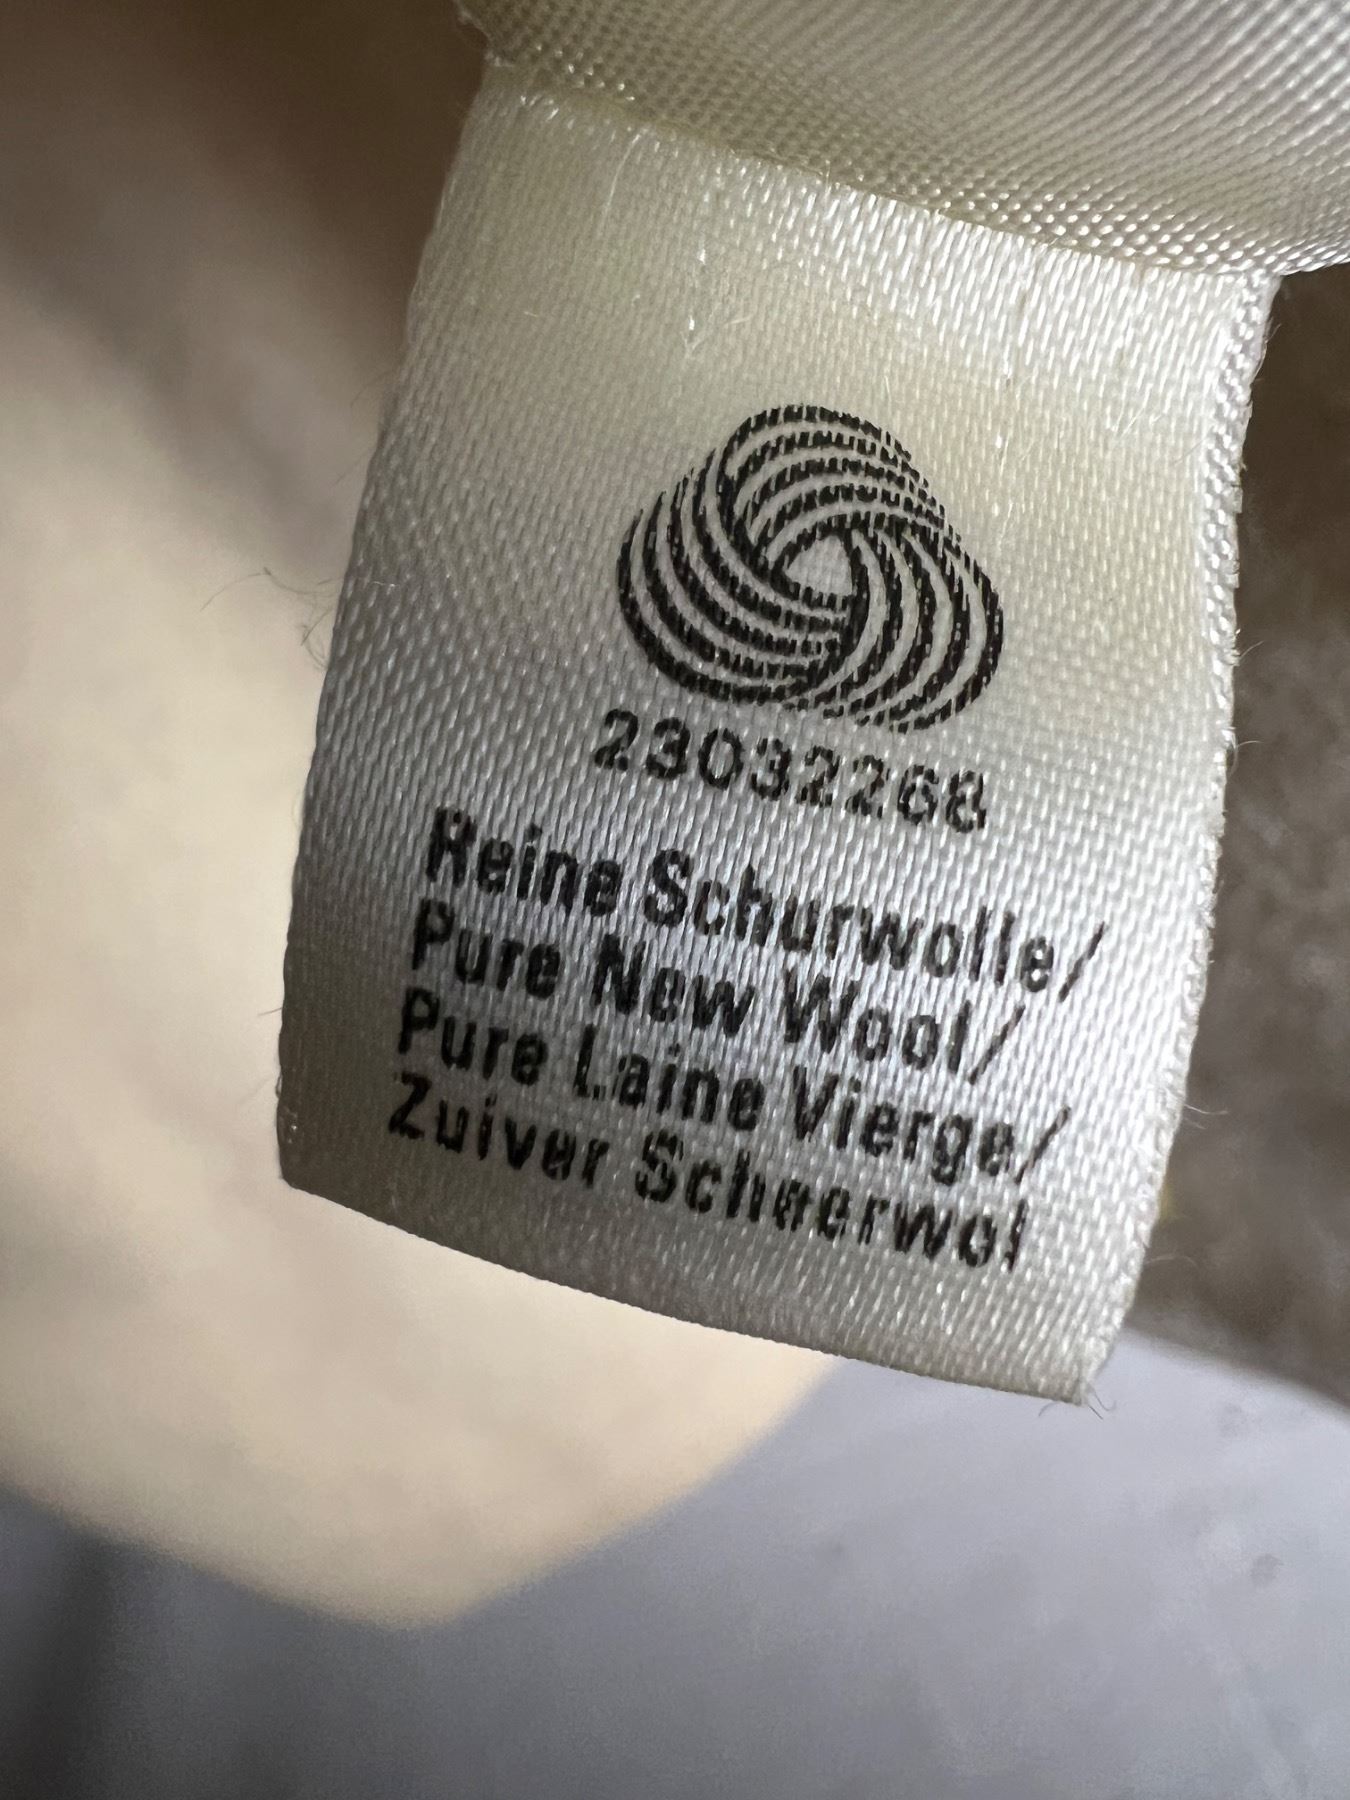 23032268
Reine Schurwolle/
Pure New Wool/
Pure Laine Vierge/
Zuiver Scheerwol